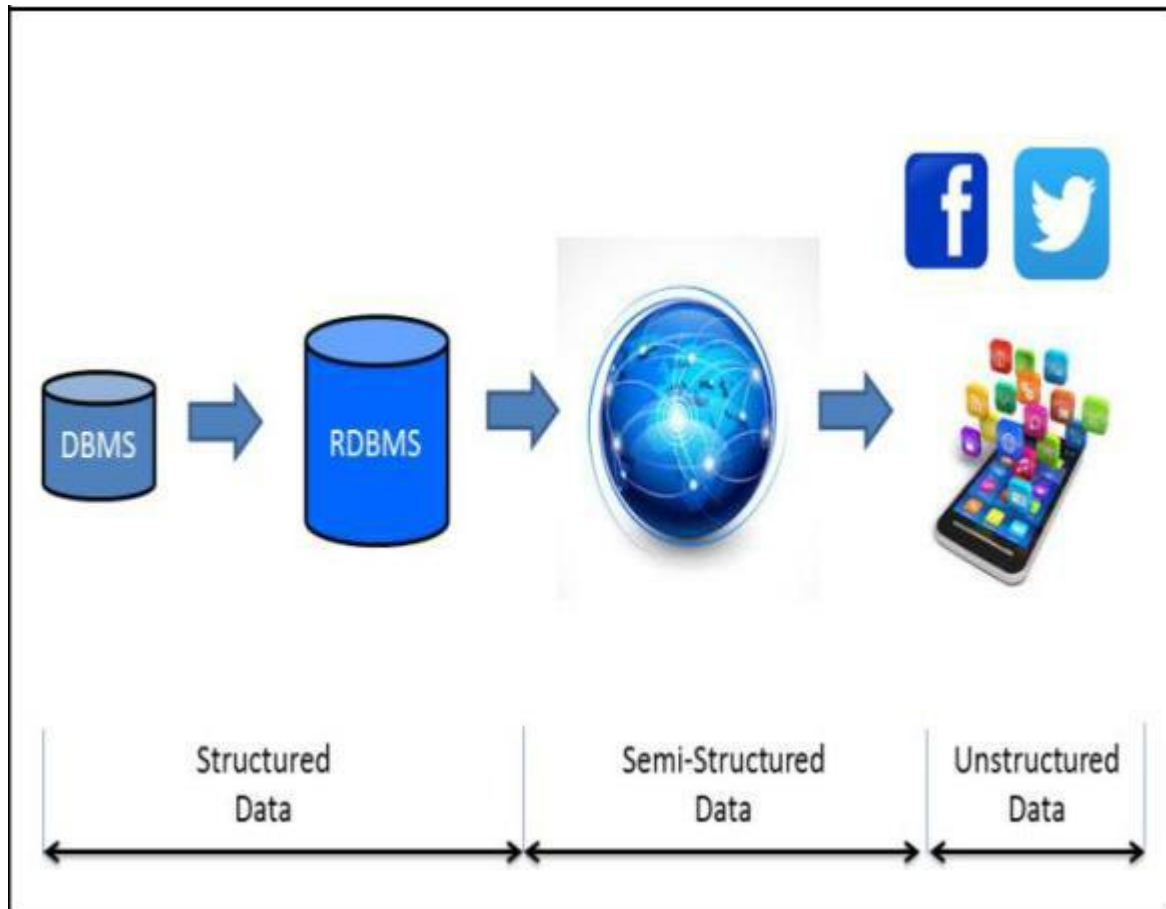 f
DBMS
RDBMS
Structured
Data
Semi-Structured
Data
Unstructured
Data